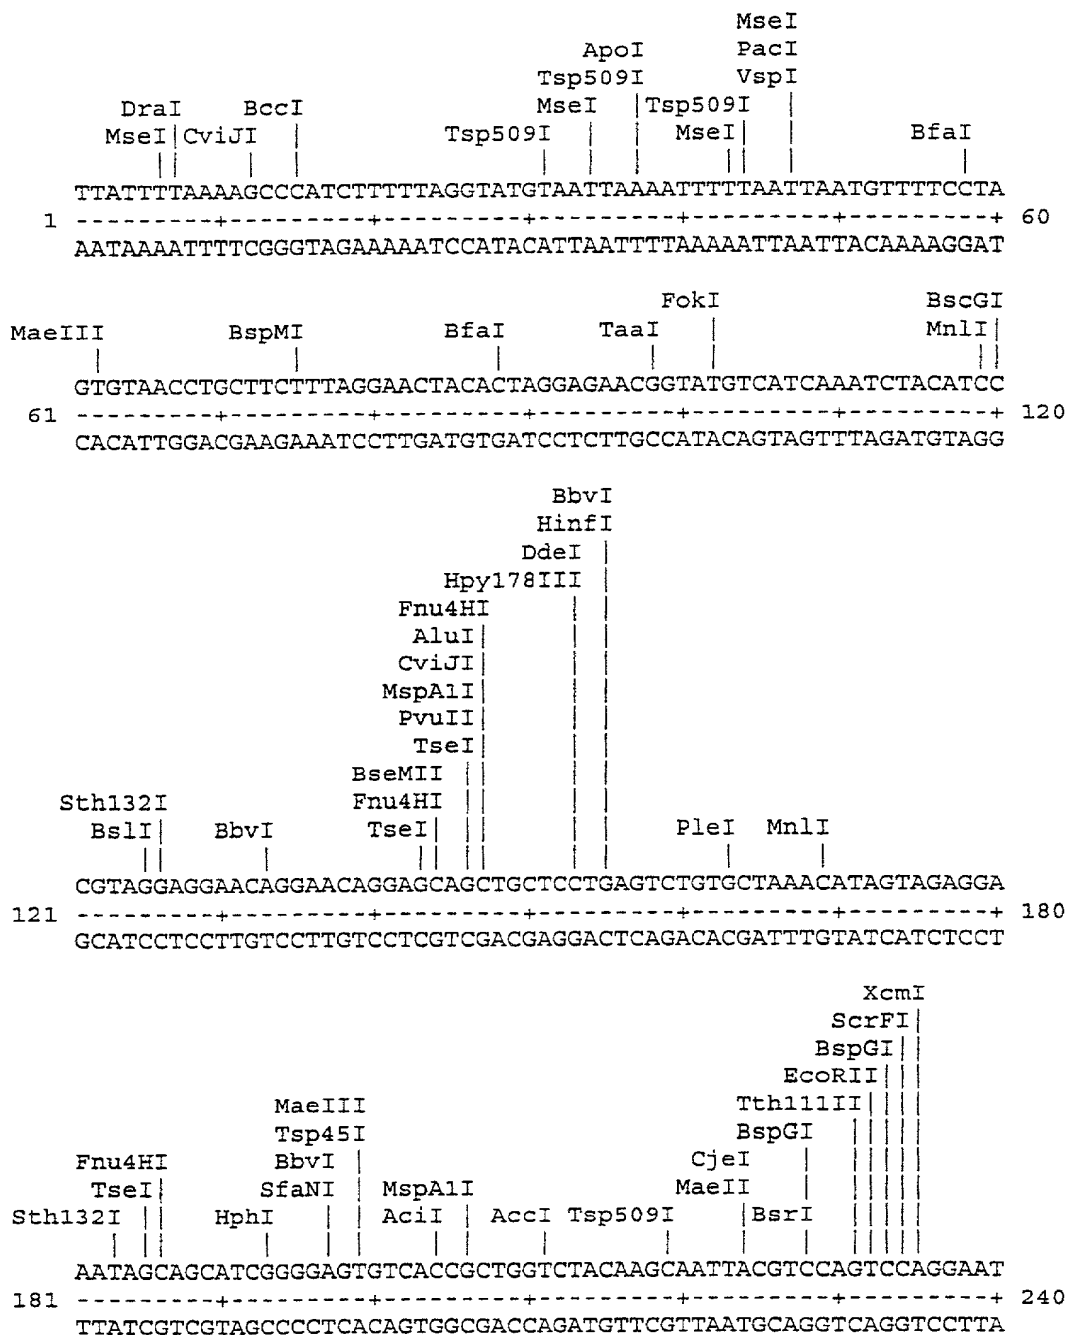 MseI
ApoI PacI
Tsp509I VspI
DraI BccI MseI Tsp509I
MseI CviJI Tsp509I MseI BfaI
TTATTTTAAAAGCCCATCTTTTTAGGTATGTAATTAAAATTTTTAATTAATGTTTTCCTA
1 ---------+---------+---------+---------+---------+---------+ 60
AATAAAATTTTCGGGTAGAAAAATCCATACATTAATTTTAAAAATTAATTACAAAAGGAT
FokI BscGI
MaeIII BspMI BfaI TaaI MnlI
GTGTAACCTGCTTCTTTAGGAACTACACTAGGAGAACGGTATGTCATCAAATCTACATCC
61 ---------+---------+---------+---------+---------+---------+ 120
CACATTGGACGAAGAAATCCTTGATGTGATCCTCTTGCCATACAGTAGTTTAGATGTAGG
BbvI
HinfI
DdeI
Hpy178III
Fnu4HI
AluI
CviJI
MspA1I
PvuII
TseI
BseMII
Sth132I Fnu4HI
BslI BbvI TseI PleI MnlI
CGTAGGAGGAACAGGAACAGGAGCAGCTGCTCCTGAGTCTGTGCTAAACATAGTAGAGGA
121 ---------+---------+---------+---------+---------+---------+ 180
GCATCCTCCTTGTCCTTGTCCTCGTCGACGAGGACTCAGACACGATTTGTATCATCTCCT
XcmI
ScrFI
BspGI
EcoRII
MaeIII Tth111II
Tsp45I BspGI
Fnu4HI BbvI CjeI
TseI SfaNI MspA1I MaeII
Sth132I HphI AciI AccI Tsp509I BsrI
AATAGCAGCATCGGGGAGTGTCACCGCTGGTCTACAAGCAATTACGTCCAGTCCAGGAAT
181 ---------+---------+---------+---------+---------+---------+ 240
TTATCGTCGTAGCCCCTCACAGTGGCGACCAGATGTTCGTTAATGCAGGTCAGGTCCTTA